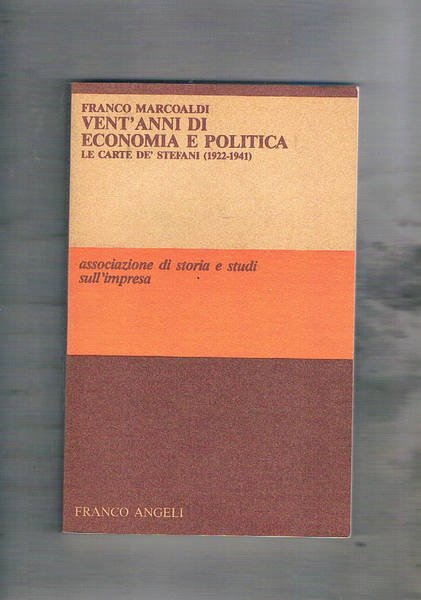 FRANCO MARCOALDI
VENT'ANNI DI
ECONOMIA E POLITICA
LE CARTE DE' STEFANI (1922-1941)
associazione di storia e studi
sull'impresa
FRANCO ANGELI